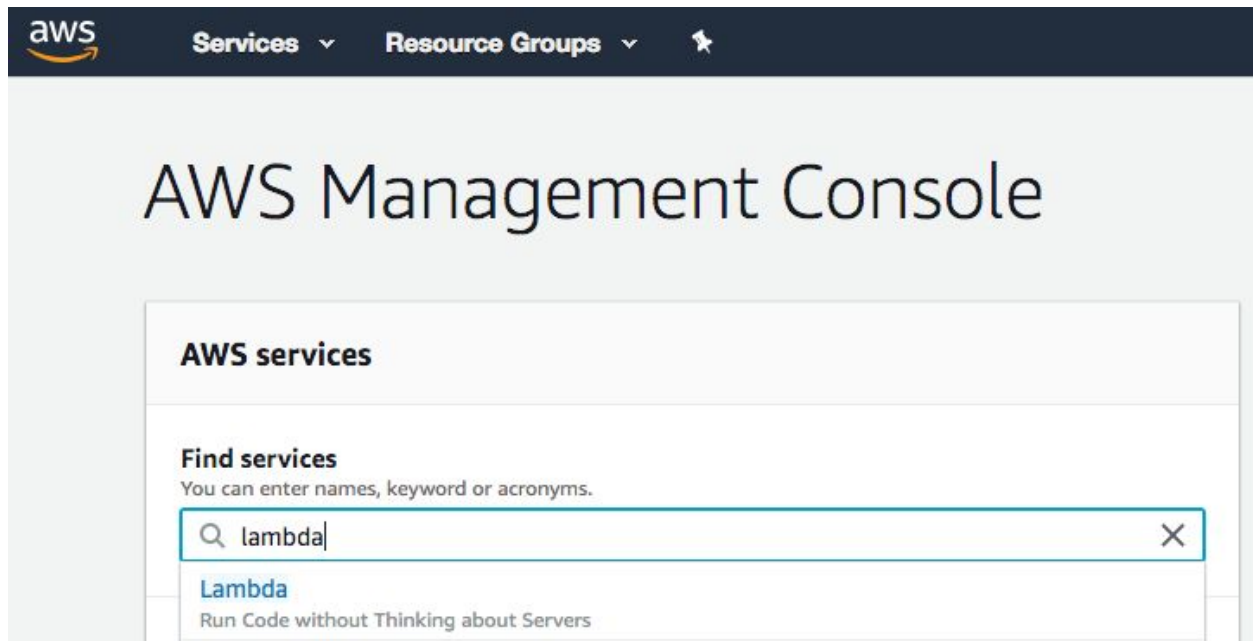 aws Services Resource Groups
AWS Management Console
AWS services
Find services
You can enter names, keyword or acronyms.
lambda
Lambda
Run Code without Thinking about Servers